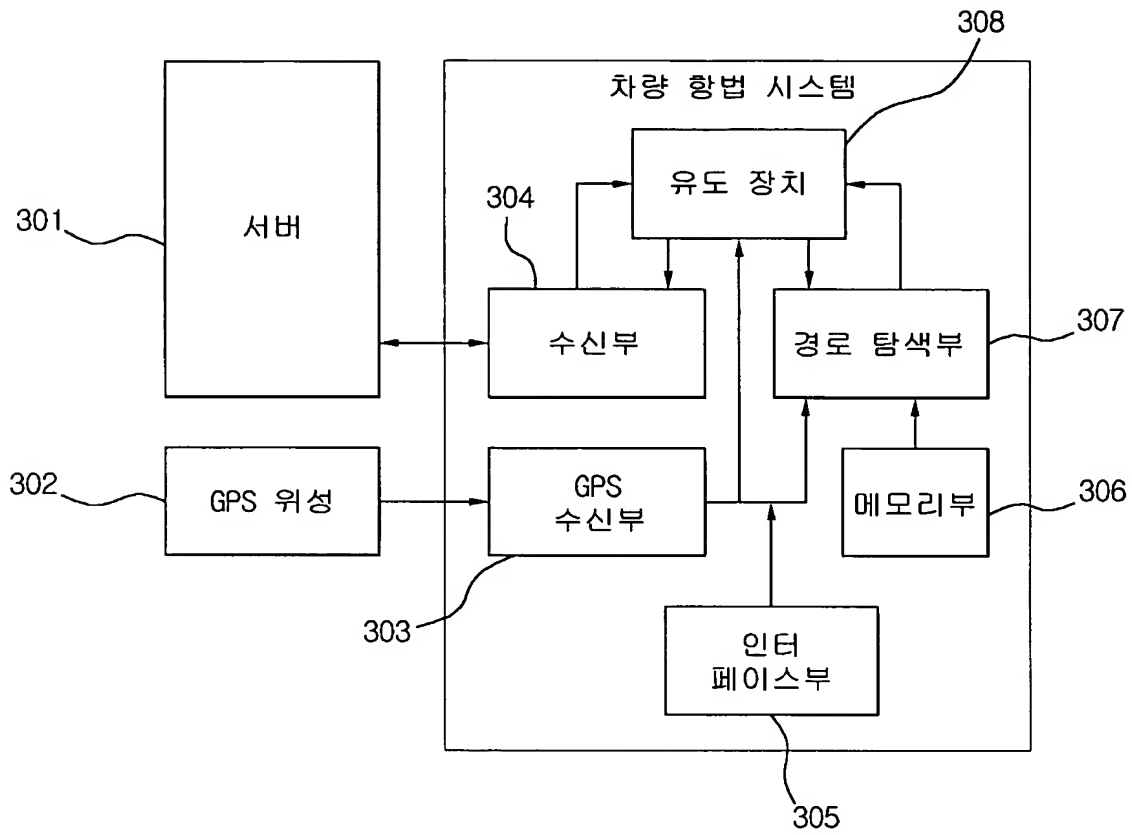 308
차량 항법 시스템
유도 장치
304
301
서버
수신부
경로 탐색부
307
302
GPS 위성
GPS
수신부
메모리부
306
303
인터
페이스부
305